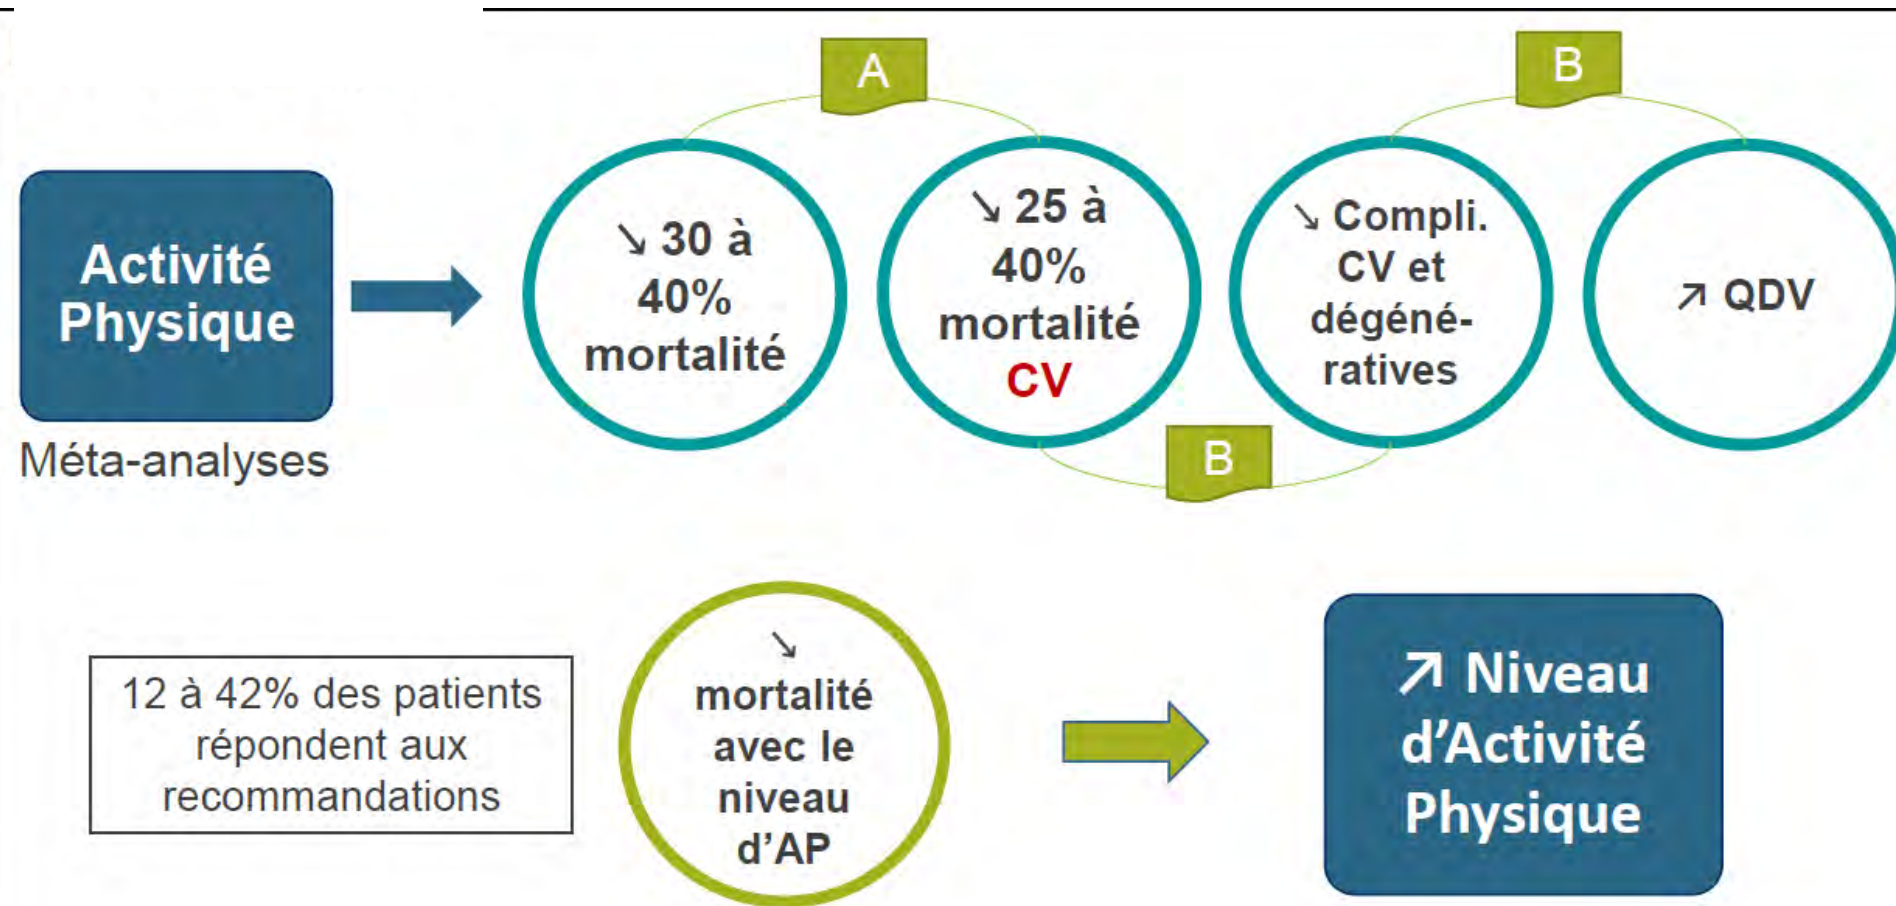 A
B
Activité
Physique
↘ 30 à
40%
mortalité
↘ 25 à
40%
mortalité
CV
↘ Compli.
CV et
dégéné-
ratives
↗ QDV
Méta-analyses
B
12 à 42% des patients
répondent aux
recommandations
↘
mortalité
avec le
niveau
d’AP
↗ Niveau
d’Activité
Physique